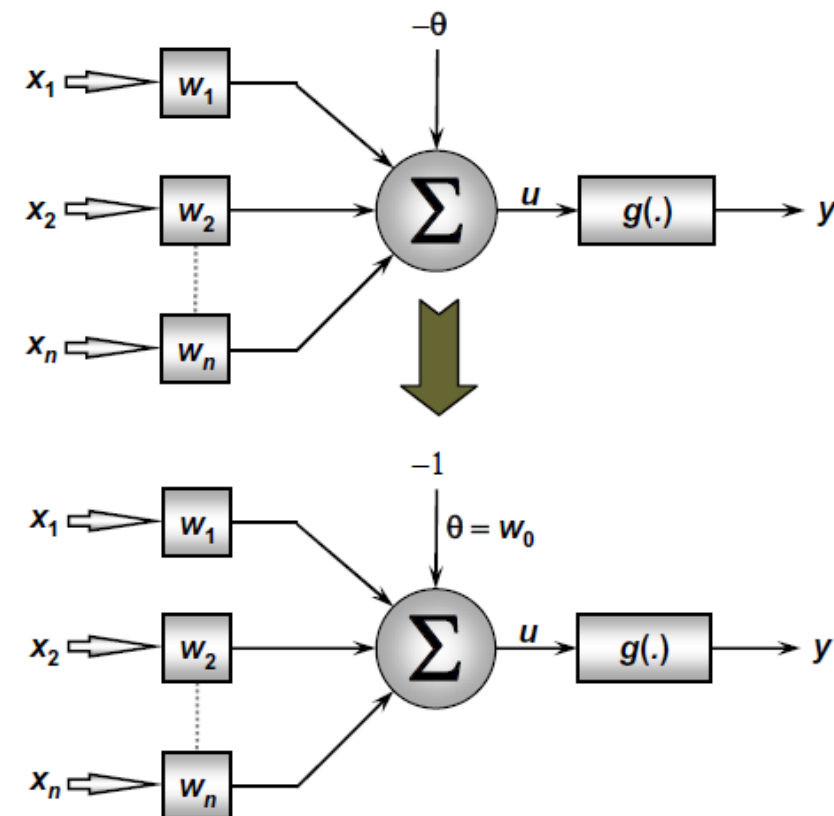 −θ
x1 w1
x2 w2 Σ u g(.) y
xn wn
−1
x1 w1 θ = w0
x2 w2 Σ u g(.) y
xn wn